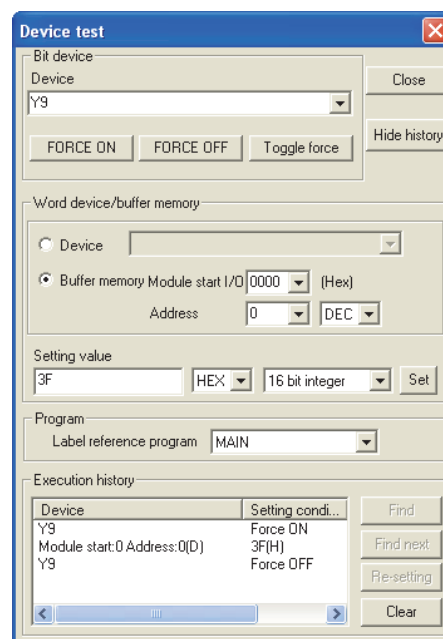 Device test
Bit device
Device
Close
Y9
FORCE ON FORCE OFF Toggle force
Hide history
Word device/buffer memory
Device
Buffer memory Module start I/O 0000 (Hex)
Address 0 DEC
Setting value
3F HEX 16 bit integer Set
Program
Label reference program MAIN
Execution history
Device Setting condi...
Y9 Force ON
Module start:0 Address:0(D) 3F(H)
Y9 Force OFF
Find
Find next
Re-setting
Clear